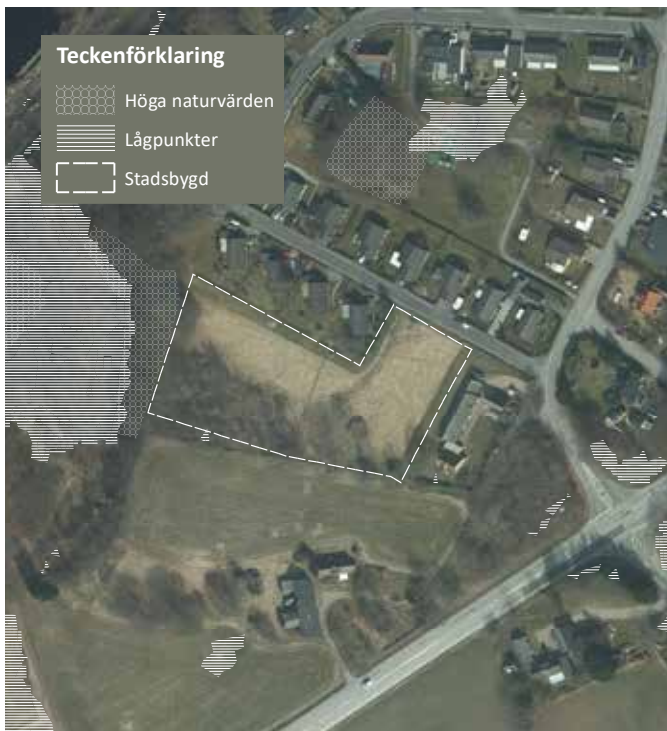 Teckenförklaring
Höga naturvärden
Lågpunkter
Stadsbygd